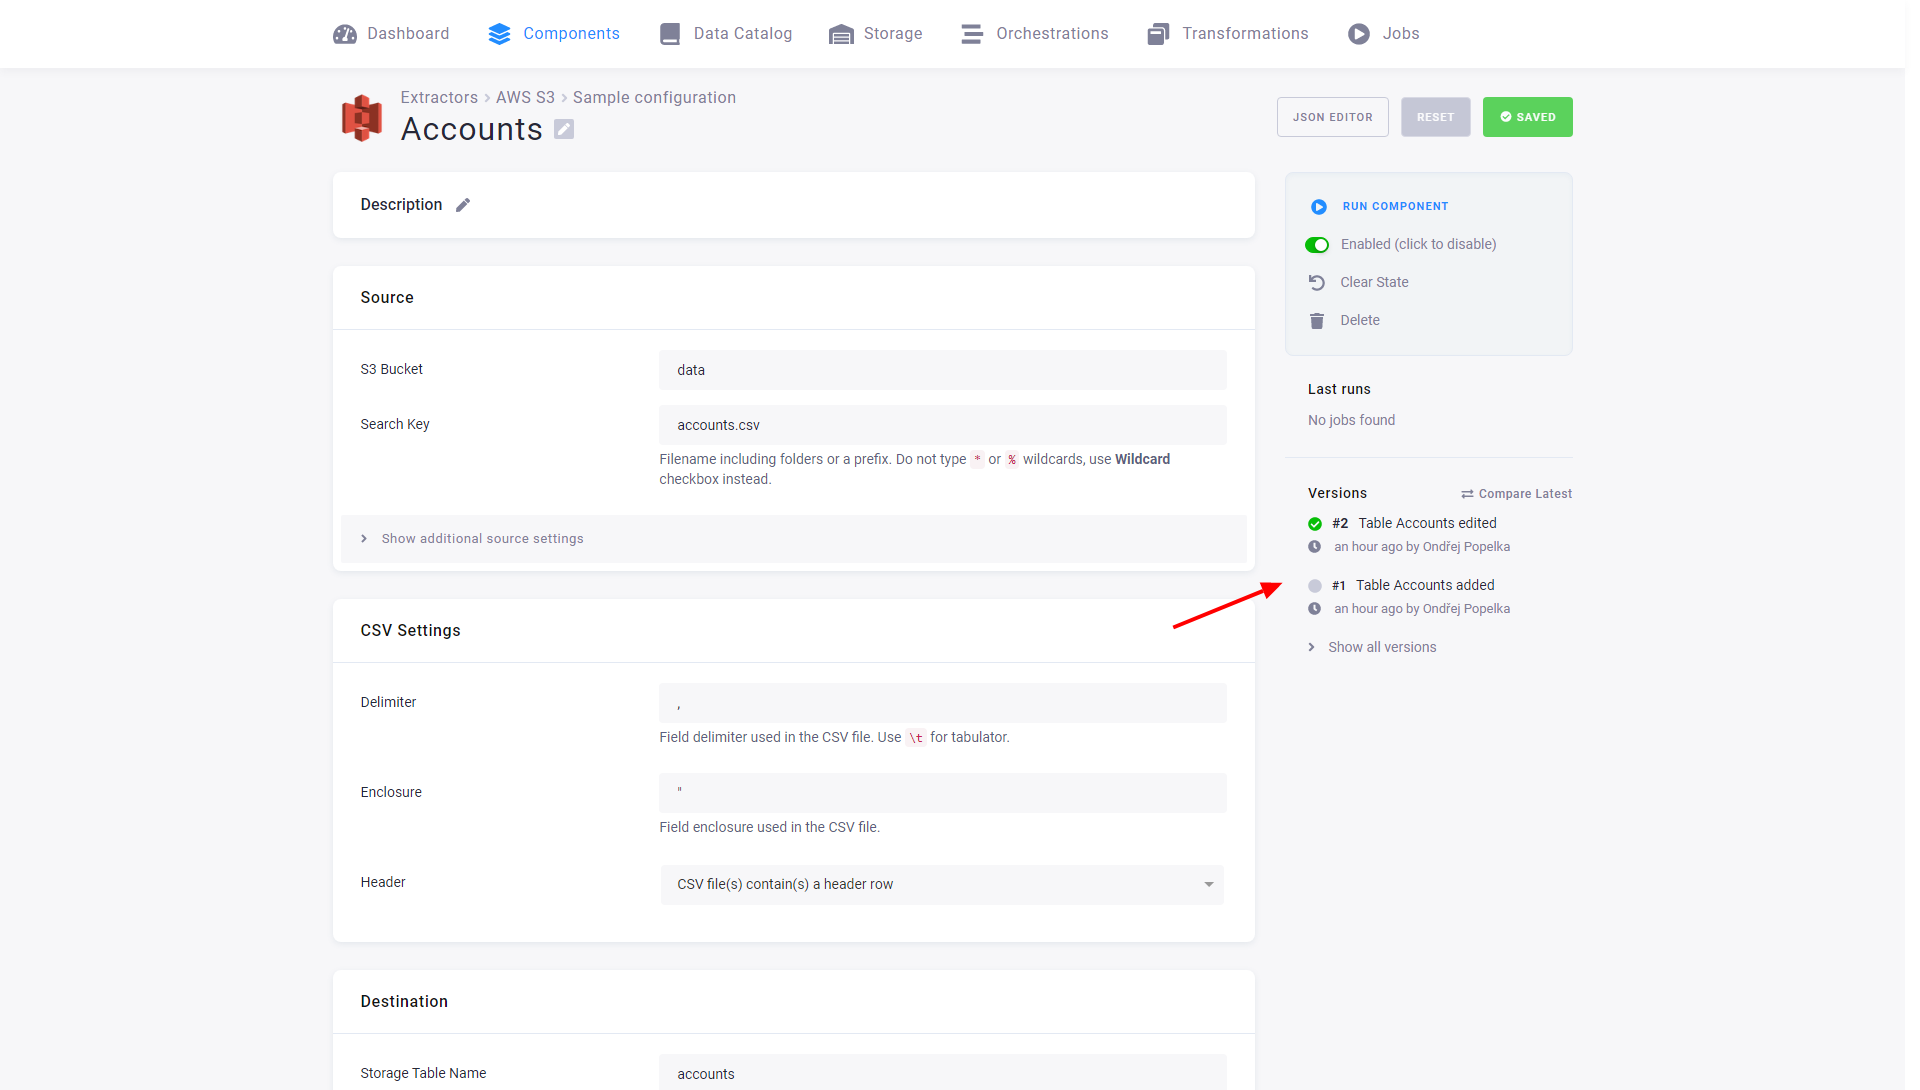 Dashboard
Components
Data Catalog
Storage
Orchestrations
Transformations
Jobs
Extractors › AWS S3 › Sample configuration
Accounts
JSON EDITOR
RESET
SAVED
Description
Source
S3 Bucket
data
Search Key
accounts.csv
Filename including folders or a prefix. Do not type * or % wildcards, use Wildcard
checkbox instead.
Show additional source settings
CSV Settings
Delimiter
,
Field delimiter used in the CSV file. Use \t for tabulator.
Enclosure
"
Field enclosure used in the CSV file.
Header
CSV file(s) contain(s) a header row
Destination
Storage Table Name
accounts
RUN COMPONENT
Enabled (click to disable)
Clear State
Delete
Last runs
No jobs found
Versions
Compare Latest
#2 Table Accounts edited
an hour ago by Ondřej Popelka
#1 Table Accounts added
an hour ago by Ondřej Popelka
Show all versions